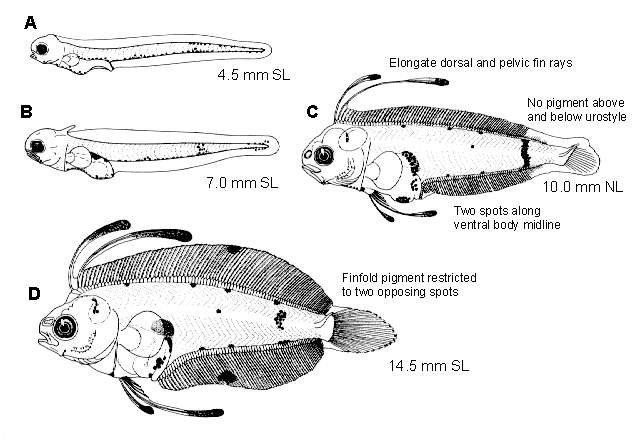 A
4.5 mm SL
B
7.0 mm SL
Elongate dorsal and pelvic fin rays
C
No pigment above
and below urostyle
10.0 mm NL
Two spots along
ventral body midline
D
Finfold pigment restricted
to two opposing spots
14.5 mm SL